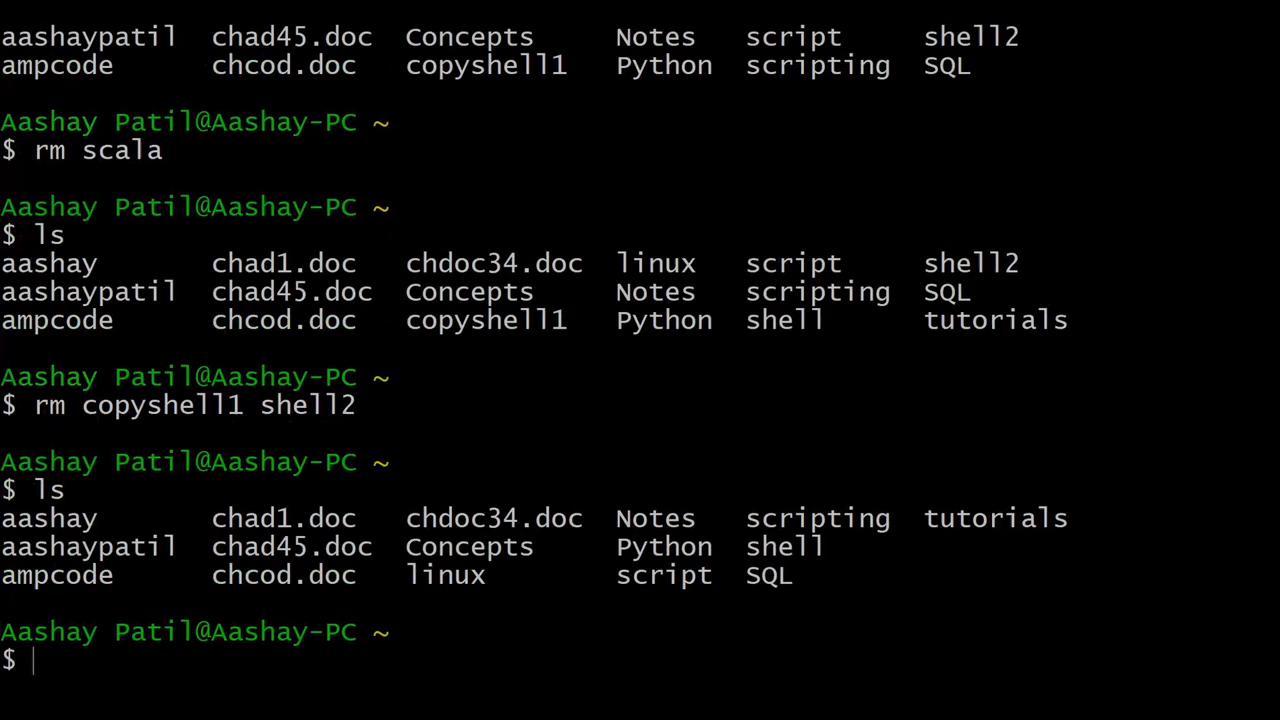 aashaypatil  chad45.doc  Concepts    Notes   script     shell2
ampcode      chcod.doc   copyshell1  Python  scripting  SQL
Aashay Patil@Aashay-PC ~
$ rm scala
Aashay Patil@Aashay-PC ~
$ ls
aashay       chad1.doc   chdoc34.doc  linux   script     shell2
aashaypatil  chad45.doc  Concepts     Notes   scripting  SQL
ampcode      chcod.doc   copyshell1   Python  shell      tutorials
Aashay Patil@Aashay-PC ~
$ rm copyshell1 shell2
Aashay Patil@Aashay-PC ~
$ ls
aashay       chad1.doc   chdoc34.doc  Notes   scripting  tutorials
aashaypatil  chad45.doc  Concepts     Python  shell
ampcode      chcod.doc   linux        script  SQL
Aashay Patil@Aashay-PC ~
$